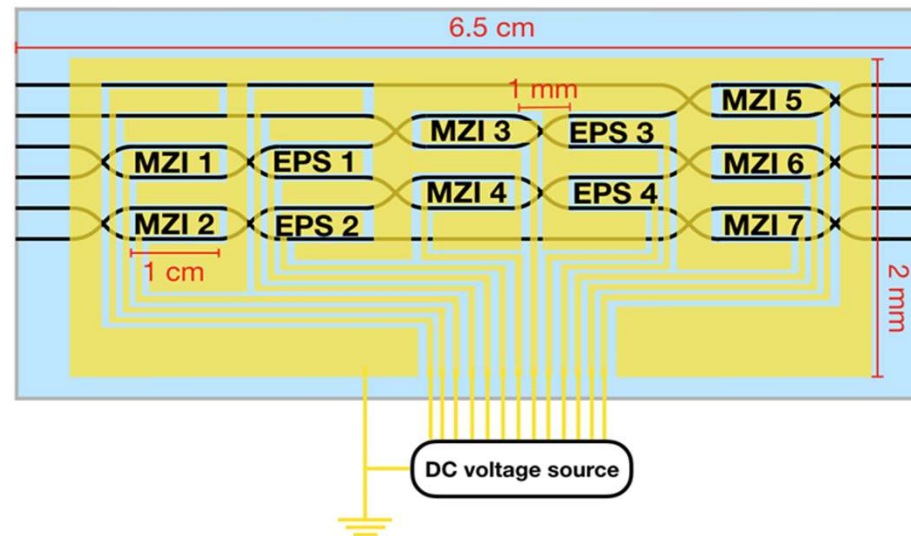 6.5 cm
1 mm
MZI 5
MZI 3
EPS 3
MZI 1
EPS 1
MZI 6
MZI 4
EPS 4
MZI 2
EPS 2
MZI 7
1 cm
2 mm
DC voltage source